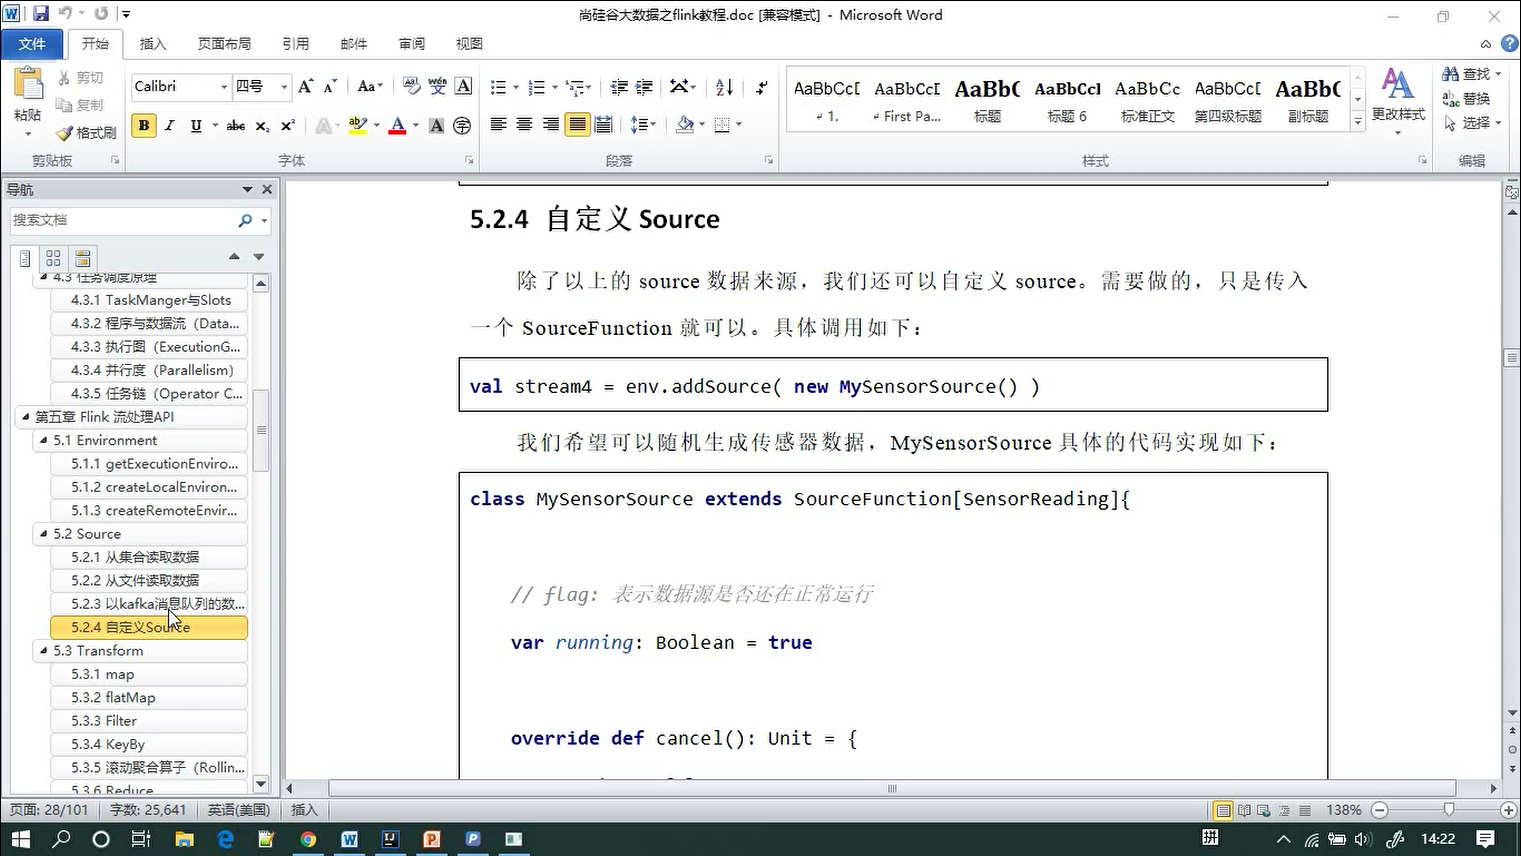 尚硅谷大数据之flink教程.doc [兼容模式] - Microsoft Word
文件 开始 插入 页面布局 引用 邮件 审阅 视图
粘贴 剪切 复制 格式刷
Calibri 四号
AaBbCcI AaBbCcI AaBbC AaBbCcl AaBbCc AaBbCcI AaBbC
1. First Pa... 标题 标题 6 标准正文 第四级标题 副标题
更改样式
查找 替换 选择
剪贴板 字体 段落 样式 编辑
导航
搜索文档
4.3 任务调度原理
4.3.1 TaskManger与Slots
4.3.2 程序与数据流（Data...
4.3.3 执行图（ExecutionG...
4.3.4 并行度（Parallelism）
4.3.5 任务链（Operator C...
第五章 Flink 流处理API
5.1 Environment
5.1.1 getExecutionEnviro...
5.1.2 createLocalEnviron...
5.1.3 createRemoteEnvir...
5.2 Source
5.2.1 从集合读取数据
5.2.2 从文件读取数据
5.2.3 以kafka消息队列的数...
5.2.4 自定义Source
5.3 Transform
5.3.1 map
5.3.2 flatMap
5.3.3 Filter
5.3.4 KeyBy
5.3.5 滚动聚合算子（Rollin...
5.3.6 Reduce
5.2.4 自定义 Source
除了以上的 source 数据来源，我们还可以自定义 source。需要做的，只是传入
一个 SourceFunction 就可以。具体调用如下：
val stream4 = env.addSource( new MySensorSource() )
我们希望可以随机生成传感器数据，MySensorSource 具体的代码实现如下：
class MySensorSource extends SourceFunction[SensorReading]{
// flag: 表示数据源是否还在正常运行
var running: Boolean = true
override def cancel(): Unit = {
页面: 28/101 字数: 25,641 英语(美国) 插入 138%
拼 14:22